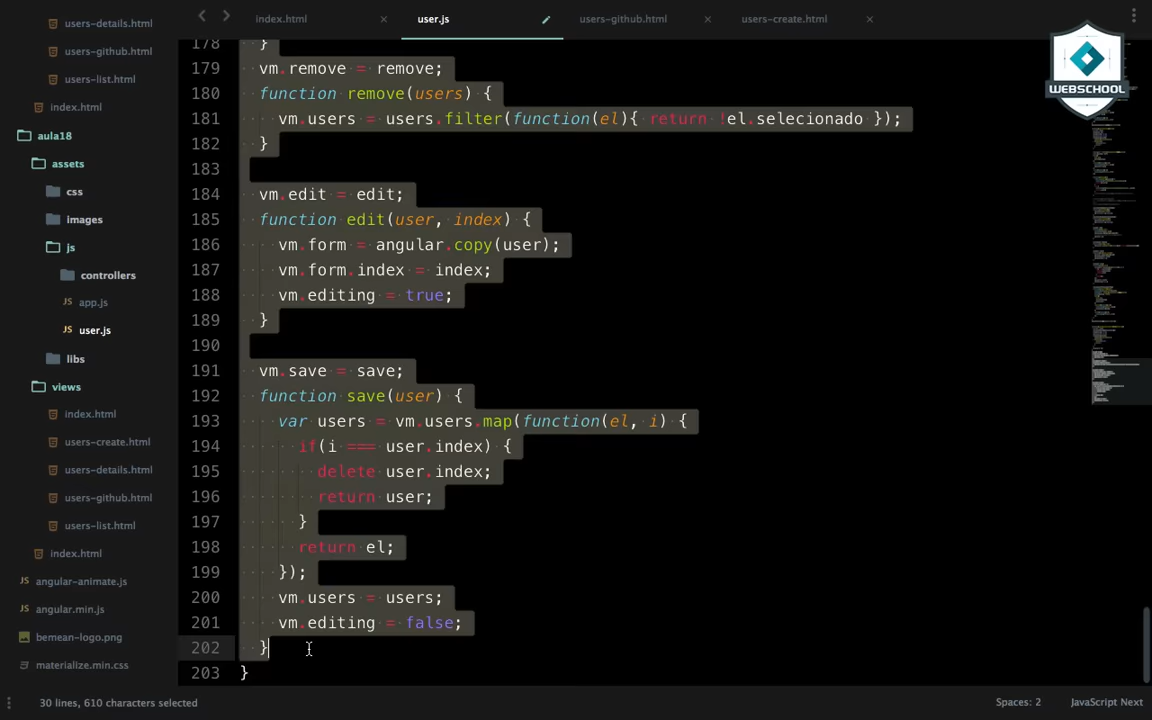 users-details.html
users-github.html
users-list.html
index.html
aula18
assets
css
images
js
controllers
JS app.js
JS user.js
libs
views
index.html
users-create.html
users-details.html
users-github.html
users-list.html
index.html
JS angular-animate.js
JS angular.min.js
bemean-logo.png
materialize.min.css
index.html
user.js
users-github.html
users-create.html
WEBSCHOOL
178 }
179 vm.remove = remove;
180 function remove(users) {
181 vm.users = users.filter(function(el){ return !el.selecionado });
182 }
183
184 vm.edit = edit;
185 function edit(user, index) {
186 vm.form = angular.copy(user);
187 vm.form.index = index;
188 vm.editing = true;
189 }
190
191 vm.save = save;
192 function save(user) {
193 var users = vm.users.map(function(el, i) {
194 if(i === user.index) {
195 delete user.index;
196 return user;
197 }
198 return el;
199 });
200 vm.users = users;
201 vm.editing = false;
202 }
203 }
30 lines, 610 characters selected
Spaces: 2
JavaScript Next